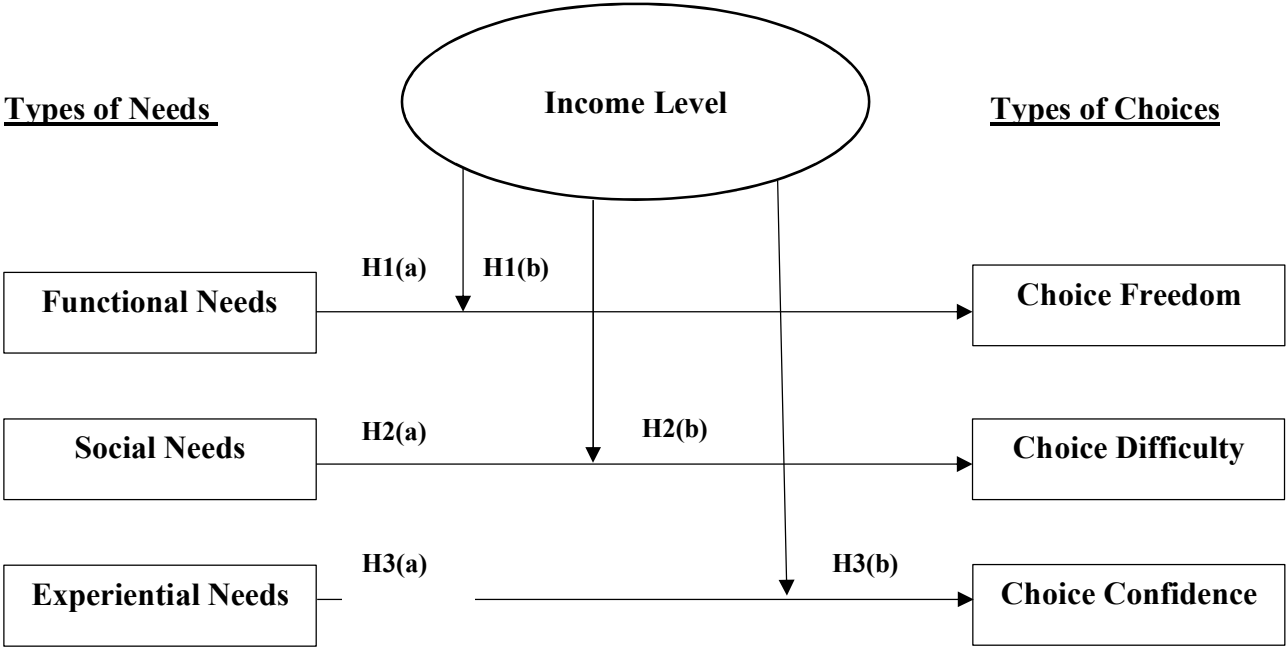 Income Level
Types of Needs
Types of Choices
H1(a)
H1(b)
Functional Needs
Choice Freedom
H2(a)
H2(b)
Social Needs
Choice Difficulty
H3(a)
H3(b)
Experiential Needs
Choice Confidence